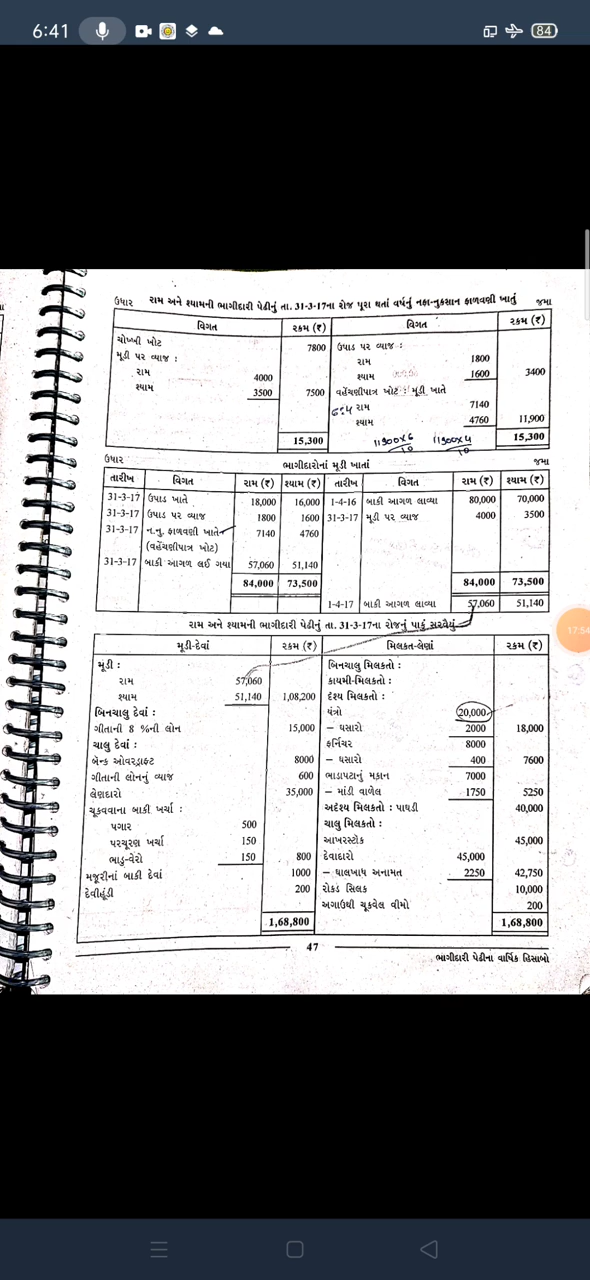 6:41
84
ઉધાર રામ અને શ્યામની ભાગીદારી પેઢીનું તા. 31-3-17ના રોજ પૂરા થતાં વર્ષનું નફા-નુકસાન ફાળવણી ખાતું જમા
વિગત રકમ (₹) વિગત રકમ (₹)
ચોખ્ખી ખોટ 7800 ઉપાડ પર વ્યાજ :
મૂડી પર વ્યાજ : રામ 1800
રામ 4000 શ્યામ 1600 3400
શ્યામ 3500 7500 વહેંચણીપાત્ર ખોટ : મૂડી ખાતે
6:4 રામ 7140
શ્યામ 4760 11,900
15,300 11900×6/10 11900×4/10 15,300
ઉધાર ભાગીદારોનાં મૂડી ખાતાં જમા
તારીખ વિગત રામ (₹) શ્યામ (₹) તારીખ વિગત રામ (₹) શ્યામ (₹)
31-3-17 ઉપાડ ખાતે 18,000 16,000 1-4-16 બાકી આગળ લાવ્યા 80,000 70,000
31-3-17 ઉપાડ પર વ્યાજ 1800 1600 31-3-17 મૂડી પર વ્યાજ 4000 3500
31-3-17 ન.નુ. ફાળવણી ખાતે 7140 4760
(વહેંચણીપાત્ર ખોટ)
31-3-17 બાકી આગળ લઈ ગયા 57,060 51,140
84,000 73,500 84,000 73,500
1-4-17 બાકી આગળ લાવ્યા 57,060 51,140
રામ અને શ્યામની ભાગીદારી પેઢીનું તા. 31-3-17ના રોજનું પાકું સરવૈયું
17:54
મૂડી-દેવાં રકમ (₹) મિલકત-લેણાં રકમ (₹)
મૂડી : બિનચાલુ મિલકતો :
રામ 57,060 કાયમી-મિલકતો :
શ્યામ 51,140 1,08,200 દૃશ્ય મિલકતો :
બિનચાલુ દેવાં : યંત્રો 20,000
ગીતાની 8 %ની લોન 15,000 – ઘસારો 2000 18,000
ચાલુ દેવાં : ફર્નિચર 8000
બૅન્ક ઓવરડ્રાફ્ટ 8000 – ઘસારો 400 7600
ગીતાની લોનનું વ્યાજ 600 ભાડાપટાનું મકાન 7000
લેણદારો 35,000 – માંડી વાળેલ 1750 5250
ચૂકવવાના બાકી ખર્ચા : અદૃશ્ય મિલકતો : પાઘડી 40,000
પગાર 500 ચાલુ મિલકતો :
પરચૂરણ ખર્ચા 150 આખરસ્ટોક 45,000
ભાડું-વેરો 150 800 દેવાદારો 45,000
મજૂરીનાં બાકી દેવાં 1000 – ઘાલખાધ અનામત 2250 42,750
દેવીહૂંડી 200 રોકડ સિલક 10,000
અગાઉથી ચૂકવેલ વીમો 200
1,68,800 1,68,800
47
ભાગીદારી પેઢીના વાર્ષિક હિસાબો